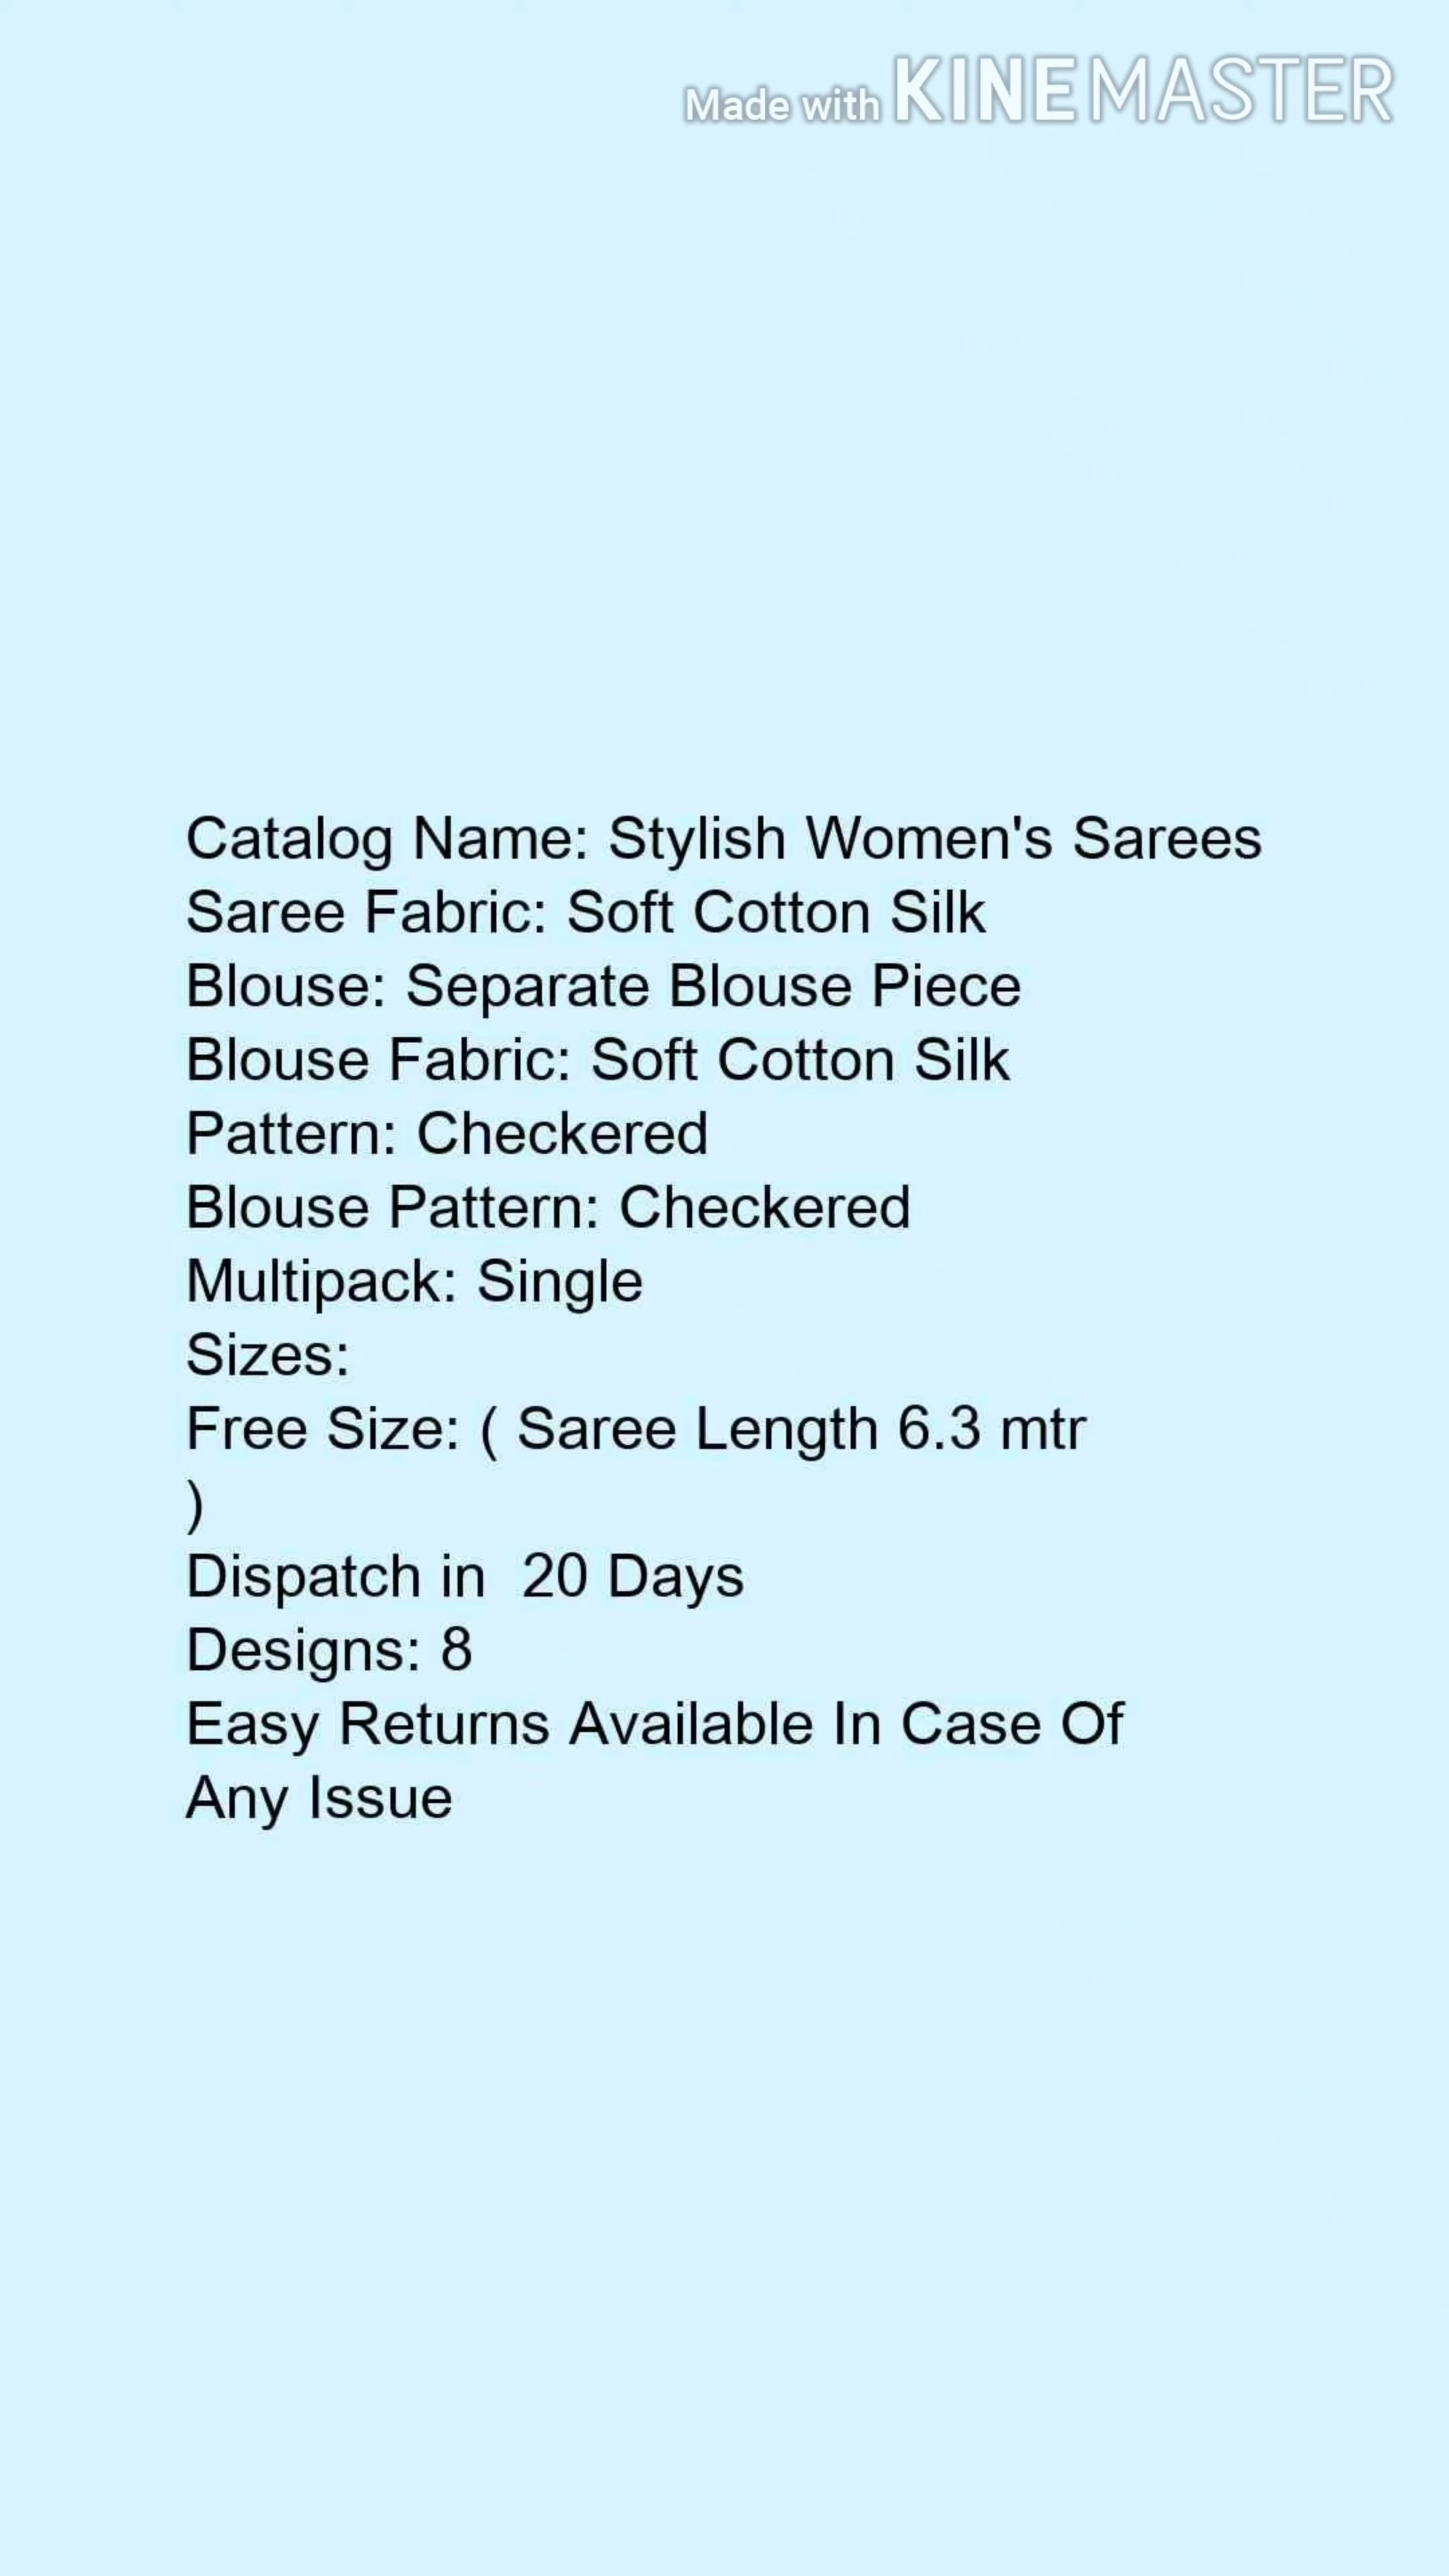 Made with KINEMASTER
Catalog Name: Stylish Women's Sarees
Saree Fabric: Soft Cotton Silk
Blouse: Separate Blouse Piece
Blouse Fabric: Soft Cotton Silk
Pattern: Checkered
Blouse Pattern: Checkered
Multipack: Single
Sizes:
Free Size: ( Saree Length 6.3 mtr
)
Dispatch in  20 Days
Designs: 8
Easy Returns Available In Case Of
Any Issue